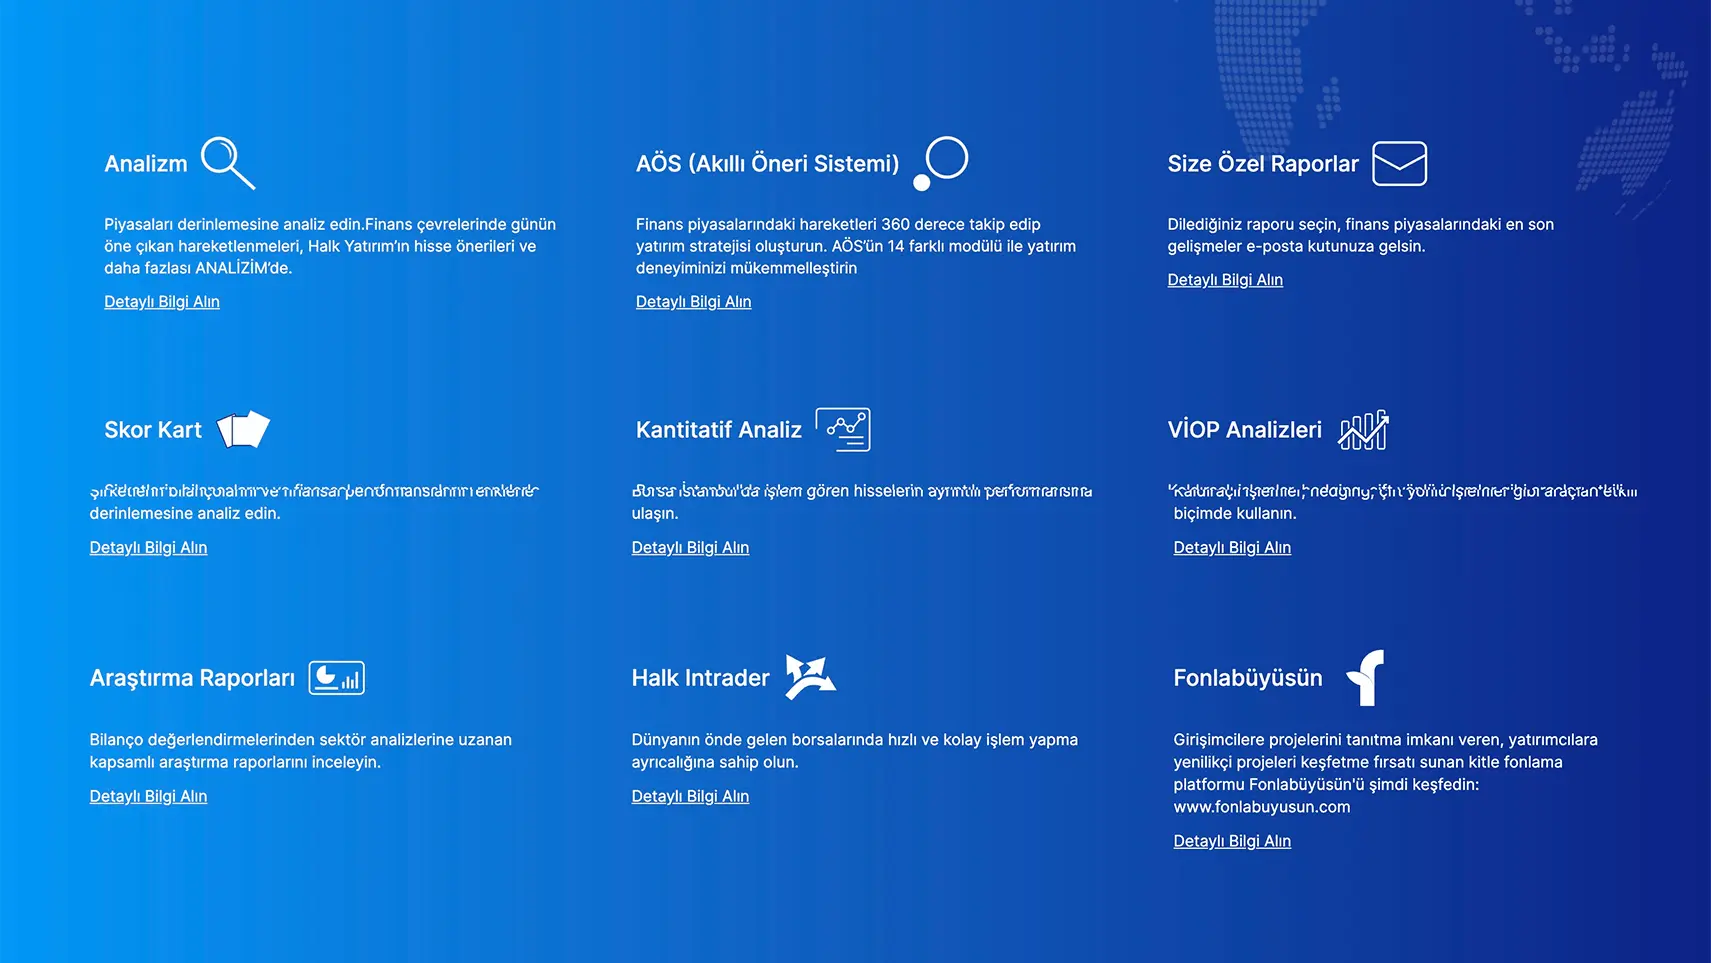 Analizm
Piyasaları derinlemesine analiz edin.Finans çevrelerinde günün
öne çıkan hareketlenmeleri, Halk Yatırım’ın hisse önerileri ve
daha fazlası ANALİZİM’de.
Detaylı Bilgi Alın
AÖS (Akıllı Öneri Sistemi)
Finans piyasalarındaki hareketleri 360 derece takip edip
yatırım stratejisi oluşturun. AÖS’ün 14 farklı modülü ile yatırım
deneyiminizi mükemmelleştirin
Detaylı Bilgi Alın
Size Özel Raporlar
Dilediğiniz raporu seçin, finans piyasalarındaki en son
gelişmeler e-posta kutunuza gelsin.
Detaylı Bilgi Alın
Skor Kart
derinlemesine analiz edin.
Detaylı Bilgi Alın
Kantitatif Analiz
işlem gören hisselerin
ulaşın.
Detaylı Bilgi Alın
VİOP Analizleri
biçimde kullanın.
Detaylı Bilgi Alın
Araştırma Raporları
Bilanço değerlendirmelerinden sektör analizlerine uzanan
kapsamlı araştırma raporlarını inceleyin.
Detaylı Bilgi Alın
Halk Intrader
Dünyanın önde gelen borsalarında hızlı ve kolay işlem yapma
ayrıcalığına sahip olun.
Detaylı Bilgi Alın
Fonlabüyüsün
Girişimcilere projelerini tanıtma imkanı veren, yatırımcılara
yenilikçi projeleri keşfetme fırsatı sunan kitle fonlama
platformu Fonlabüyüsün'ü şimdi keşfedin:
www.fonlabuyusun.com
Detaylı Bilgi Alın